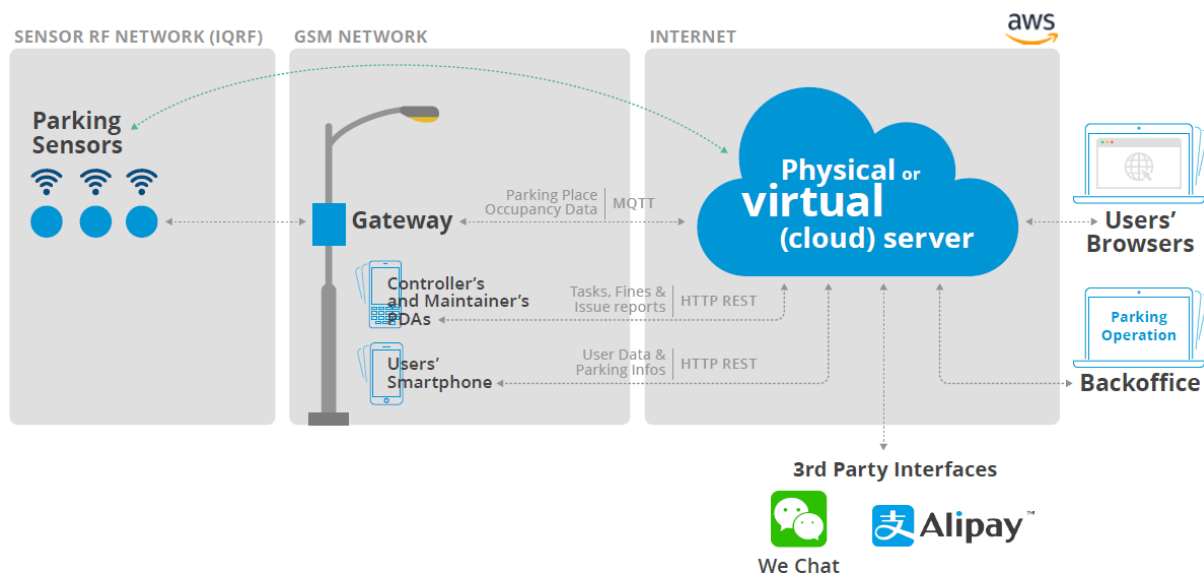 SENSOR RF NETWORK (IQRF)
GSM NETWORK
INTERNET
aws
Parking
Sensors
Gateway
Parking Place
Occupancy Data
MQTT
Physical or
virtual
(cloud) server
Users'
Browsers
Controller's
and Maintainer's
PDAs
Tasks, Fines &
Issue reports
HTTP REST
Users'
Smartphone
User Data &
Parking Infos
HTTP REST
Parking
Operation
Backoffice
3rd Party Interfaces
We Chat
支 Alipay™